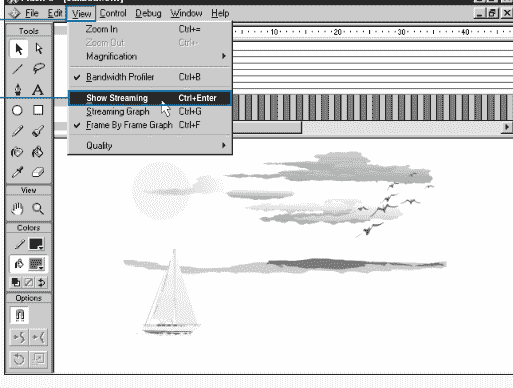 File Edit View Control Debug Window Help
Tools
Zoom In Ctrl+=
Zoom Out Ctrl+-
Magnification
Bandwidth Profiler Ctrl+B
Show Streaming Ctrl+Enter
Streaming Graph Ctrl+G
Frame By Frame Graph Ctrl+F
Quality
10 20 30 40
View
Colors
Options